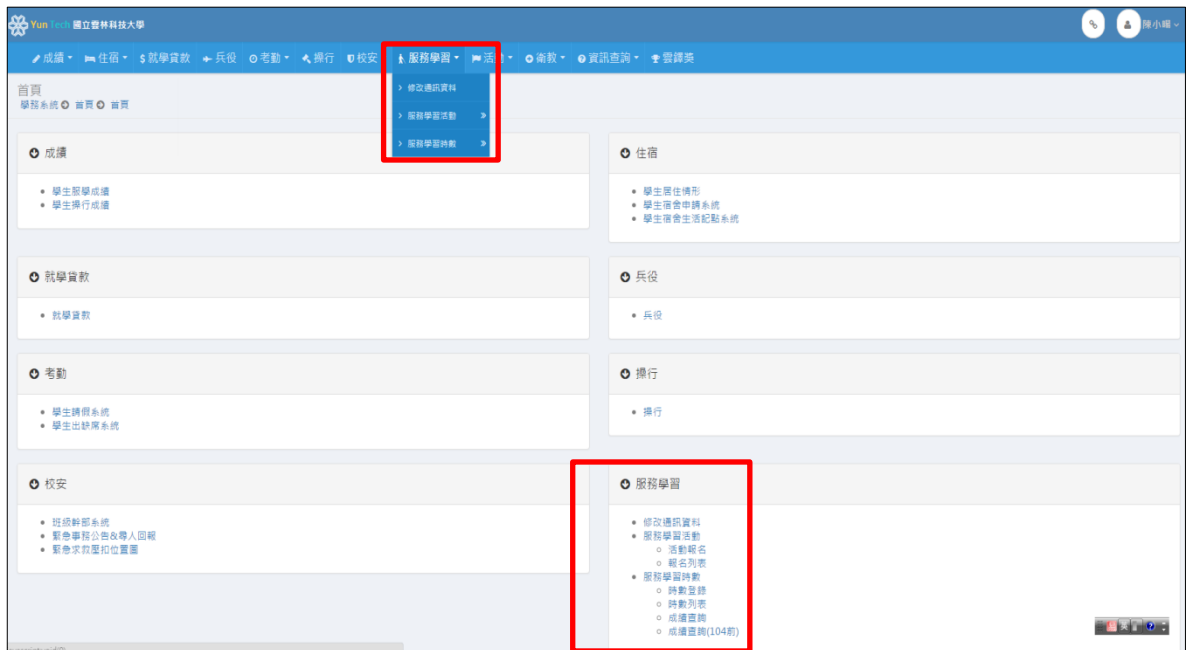 YunTech 國立雲林科技大學
陳小暘
成績 住宿 $就學貸款 兵役 考勤 操行 校安 服務學習 活動 衛教 資訊查詢 雲鐸獎
首頁
學務系統 首頁 首頁
> 修改通訊資料
> 服務學習活動 »
> 服務學習時數 »
成績
• 學生服學成績
• 學生操行成績
住宿
• 學生居住情形
• 學生宿舍申請系統
• 學生宿舍生活記點系統
就學貸款
• 就學貸款
兵役
• 兵役
考勤
• 學生請假系統
• 學生出缺席系統
操行
• 操行
校安
• 班級幹部系統
• 緊急事務公告&尋人回報
• 緊急求救壓扣位置圖
服務學習
• 修改通訊資料
• 服務學習活動
○ 活動報名
○ 報名列表
• 服務學習時數
○ 時數登錄
○ 時數列表
○ 成績查詢
○ 成績查詢(104前)
英